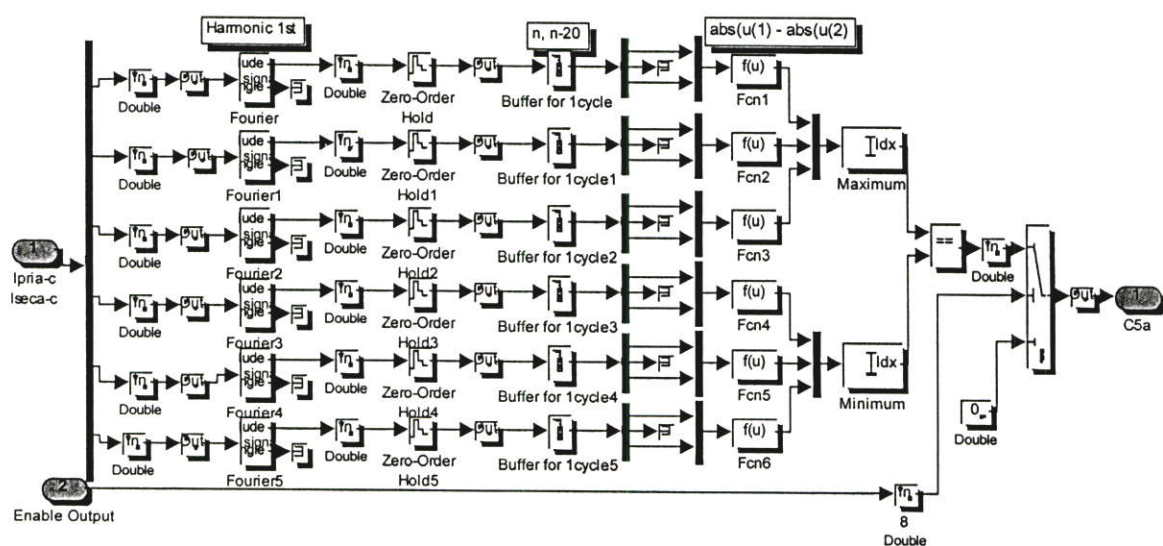 Harmonic 1st
n, n-20
abs(u(1) - abs(u(2)
Double
Fourier
Double
Zero-Order Hold
Buffer for 1cycle
f(u)
Fcn1
Double
Fourier1
Double
Zero-Order Hold1
Buffer for 1cycle1
f(u)
Fcn2
Idx
Maximum
Double
Fourier2
Double
Zero-Order Hold2
Buffer for 1cycle2
f(u)
Fcn3
==
Double
1
Ipria-c
Iseca-c
1
C5a
Double
Fourier3
Double
Zero-Order Hold3
Buffer for 1cycle3
f(u)
Fcn4
Double
Fourier4
Double
Zero-Order Hold4
Buffer for 1cycle4
f(u)
Fcn5
Idx
Minimum
0
Double
Double
Fourier5
Double
Zero-Order Hold5
Buffer for 1cycle5
f(u)
Fcn6
2
Enable Output
8
Double